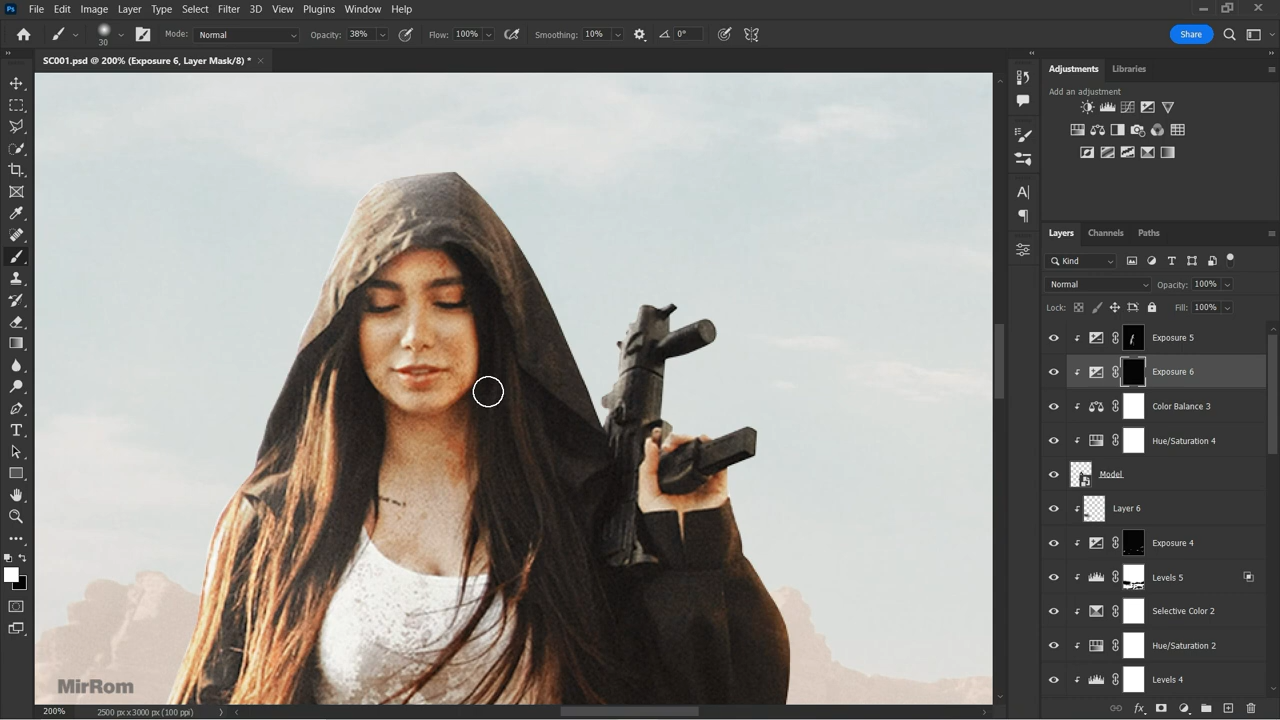 Ps File Edit Image Layer Type Select Filter 3D View Plugins Window Help
30 Mode: Normal Opacity: 38% Flow: 100% Smoothing: 10% 0° Share
SC001.psd @ 200% (Exposure 6, Layer Mask/8) * ×
Adjustments Libraries
Add an adjustment
Layers Channels Paths
Kind
Normal Opacity: 100%
Lock: Fill: 100%
Exposure 5
Exposure 6
Color Balance 3
Hue/Saturation 4
Model
Layer 6
Exposure 4
Levels 5
Selective Color 2
Hue/Saturation 2
Levels 4
MirRom
200% 2500 px x 3000 px (100 ppi)